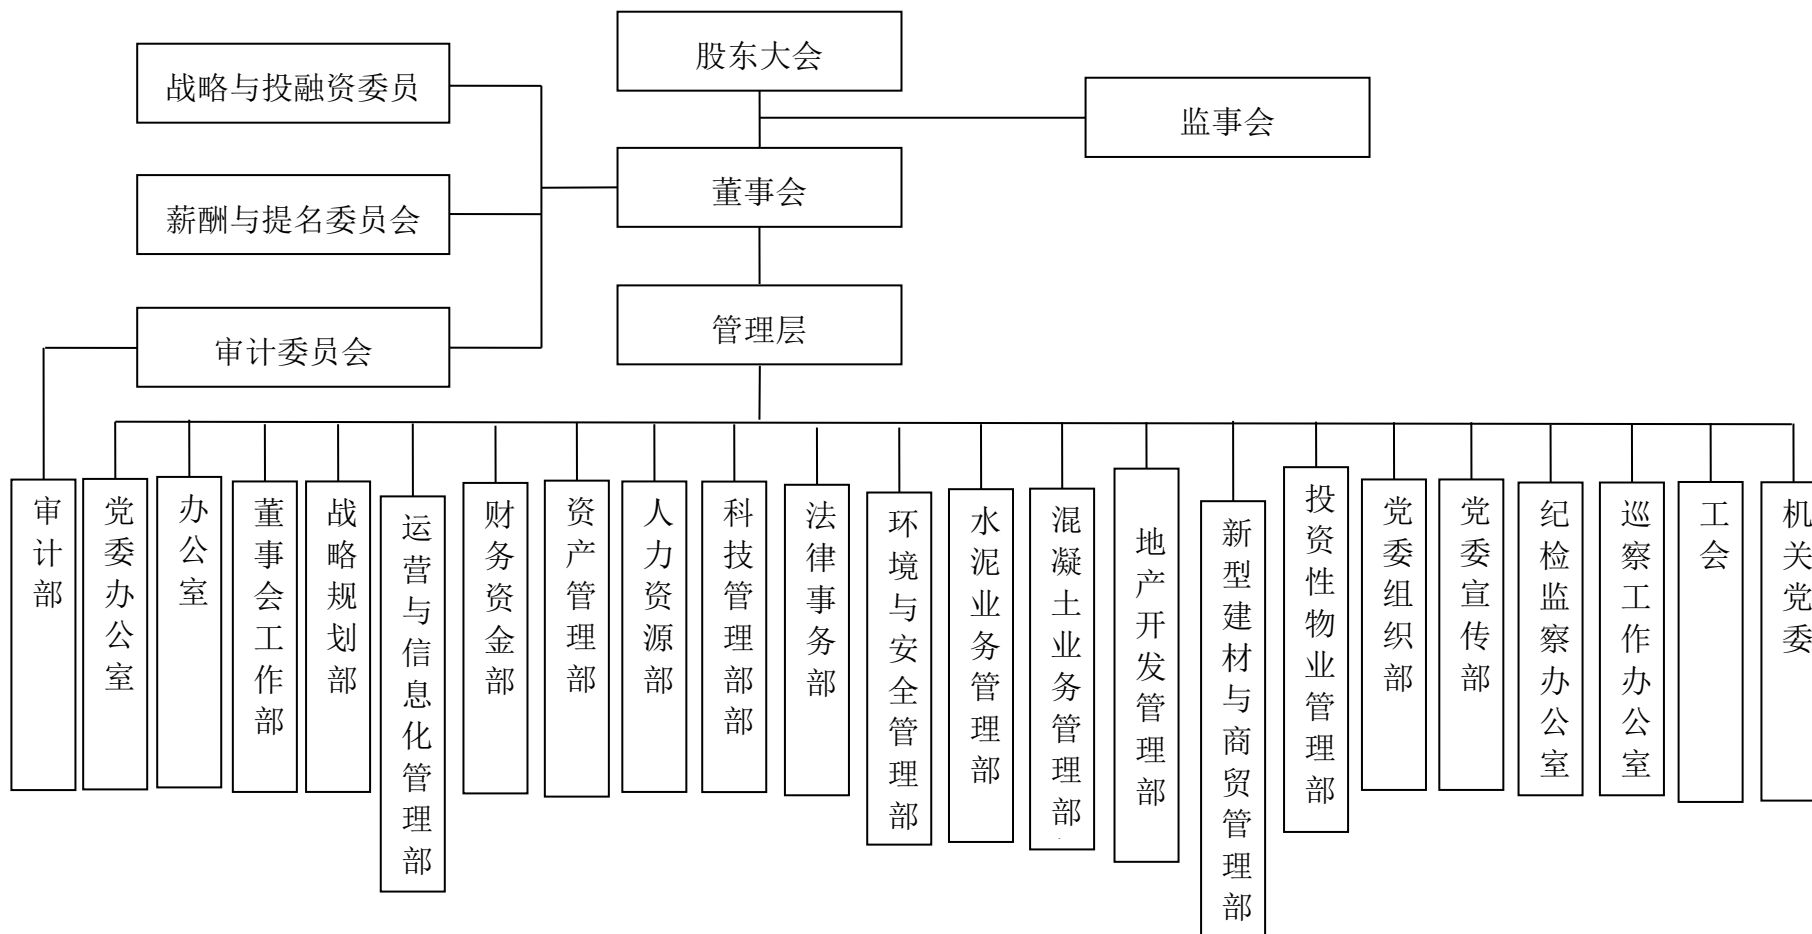 股东大会
战略与投融资委员
监事会
董事会
薪酬与提名委员会
管理层
审计委员会
审计部
党委办公室
办公室
董事会工作部
战略规划部
运营与信息化管理部
财务资金部
资产管理部
人力资源部
科技管理部部
法律事务部
环境与安全管理部
水泥业务管理部
混凝土业务管理部
地产开发管理部
新型建材与商贸管理部
投资性物业管理部
党委组织部
党委宣传部
纪检监察办公室
巡察工作办公室
工会
机关党委